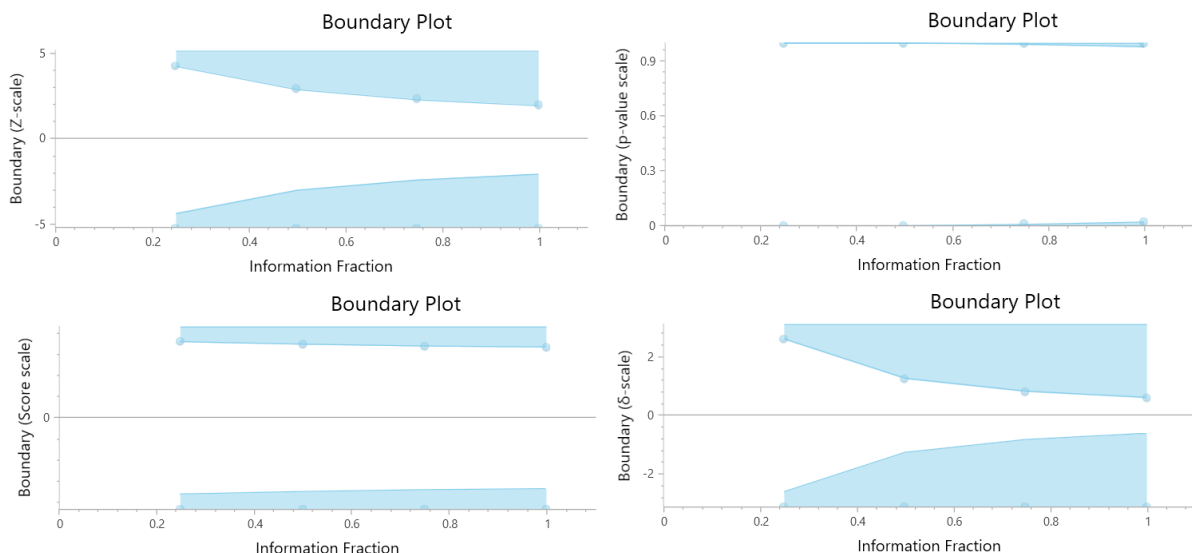 Boundary Plot
Boundary (Z-scale)
5
0
-5
0
0.2
0.4
0.6
0.8
1
Information Fraction
Boundary Plot
Boundary (p-value scale)
0.9
0.6
0.3
0
0
0.2
0.4
0.6
0.8
1
Information Fraction
Boundary Plot
Boundary (Score scale)
0
0
0.2
0.4
0.6
0.8
1
Information Fraction
Boundary Plot
Boundary (δ-scale)
2
0
-2
0
0.2
0.4
0.6
0.8
1
Information Fraction